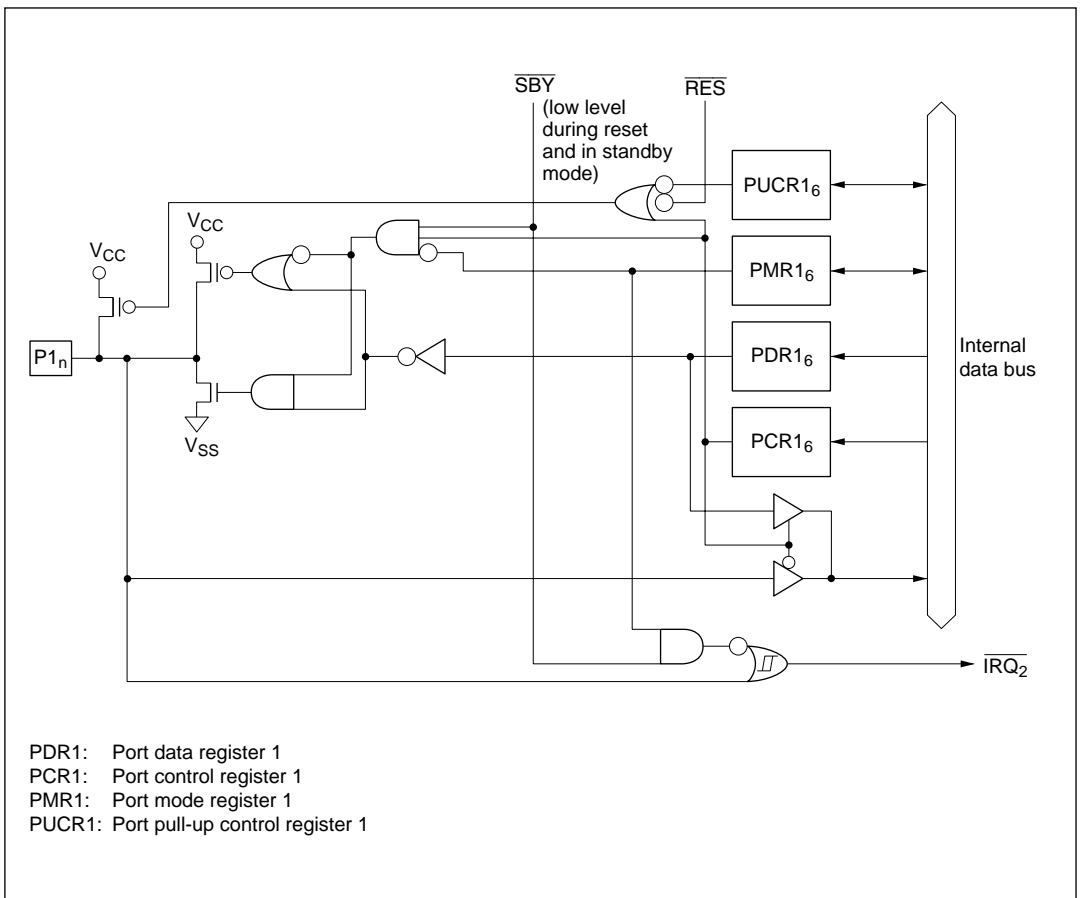 SBY
(low level
during reset
and in standby
mode)
RES
PUCR1₆
VCC
VCC
PMR1₆
P1n
PDR1₆
Internal
data bus
PCR1₆
VSS
IRQ₂
PDR1: Port data register 1
PCR1: Port control register 1
PMR1: Port mode register 1
PUCR1: Port pull-up control register 1